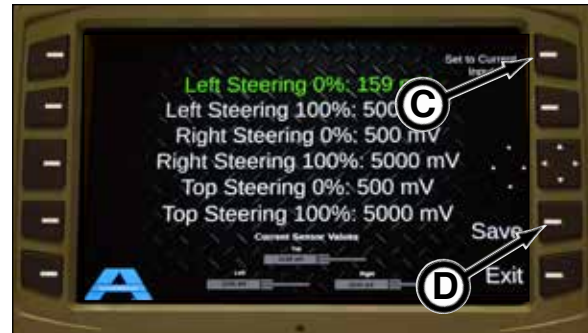 Set to Current
Left Steering 0%: 159
C
Left Steering 100%:
Right Steering 0%: 500 mV
Right Steering 100%: 5000 mV
Top Steering 0%: 500 mV
Top Steering 100%: 5000 mV
Current Sensor Values
Save
Top
Left
Right
D
Exit